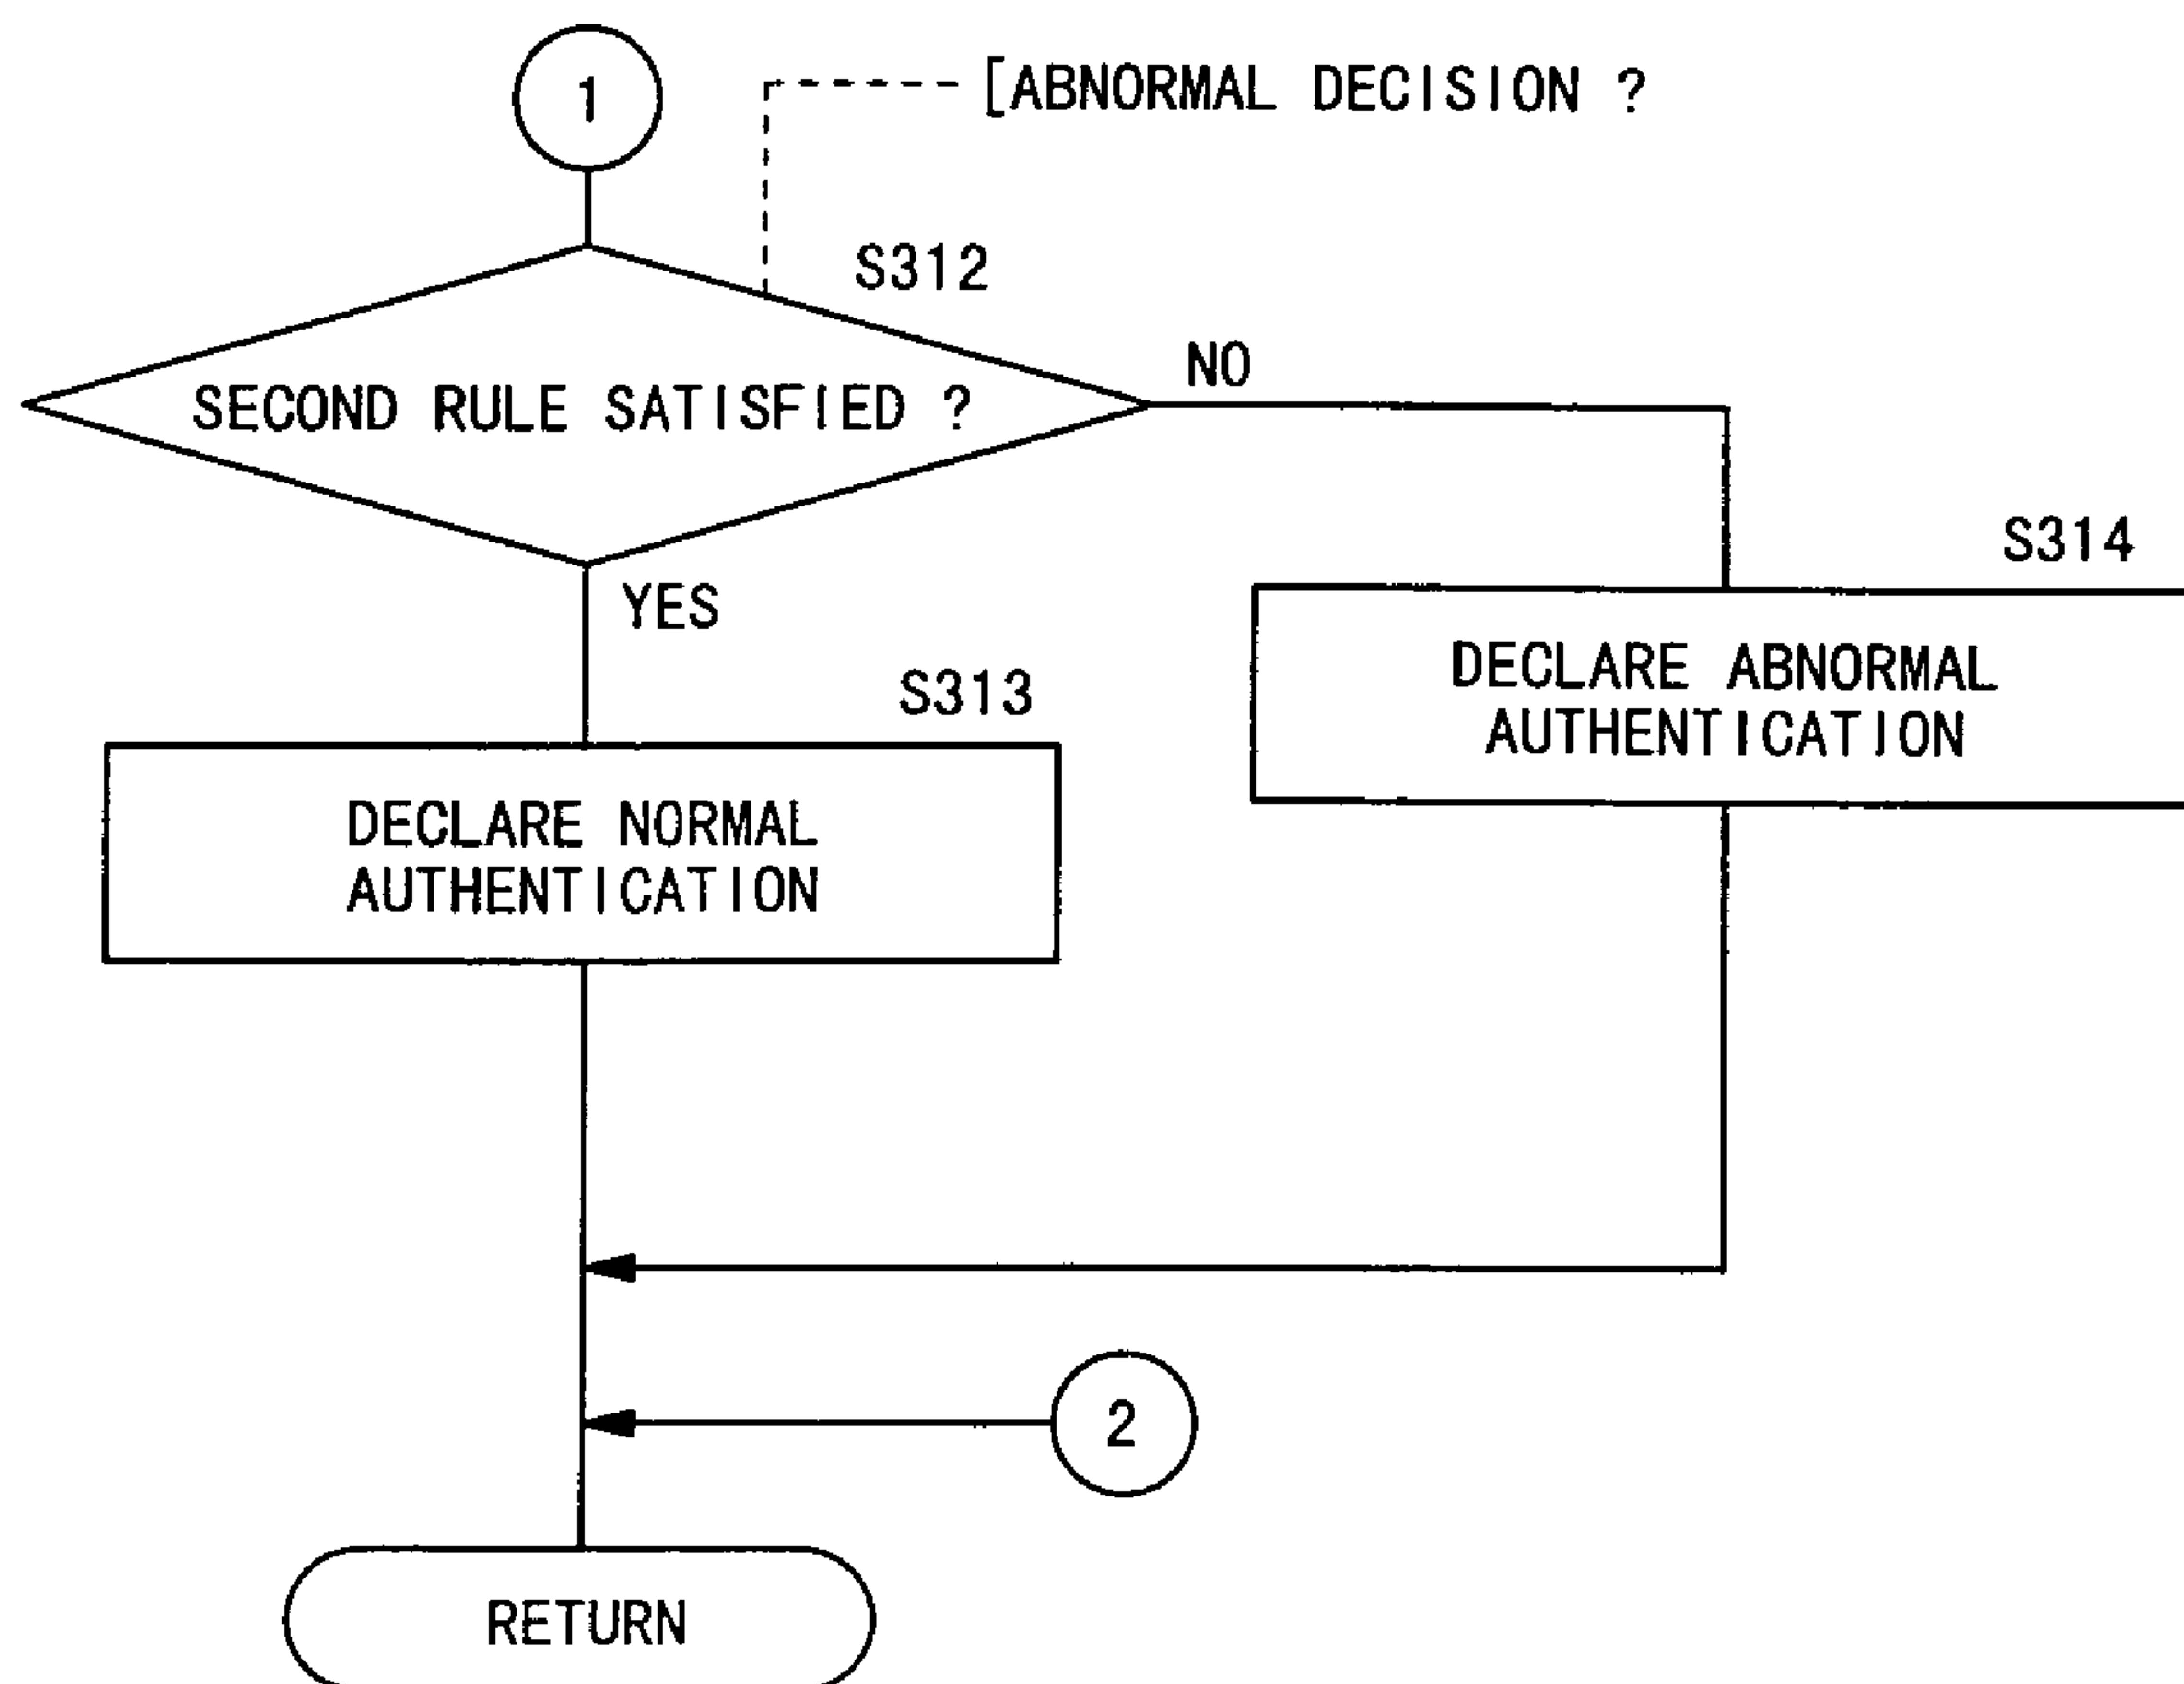 1
[ABNORMAL DECISION ?
S312
SECOND RULE SATISFIED ?
NO
YES
S314
DECLARE ABNORMAL
AUTHENTICATION
S313
DECLARE NORMAL
AUTHENTICATION
2
RETURN